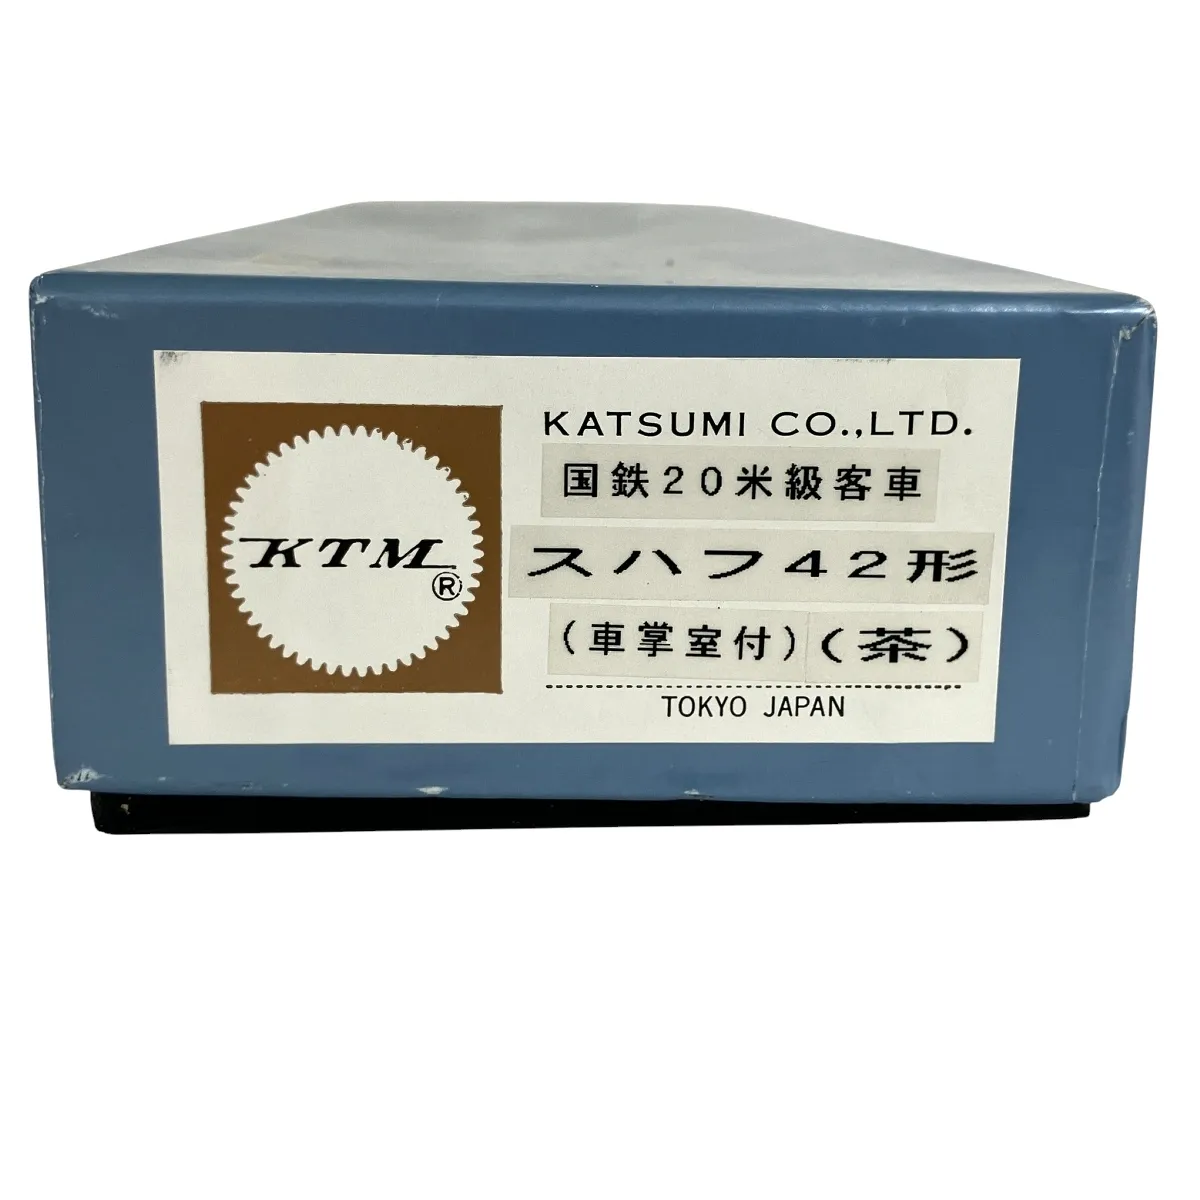 KTM
®
KATSUMI CO.,LTD.
国鉄20米級客車
スハフ42形
(車掌室付)(茶)
TOKYO JAPAN